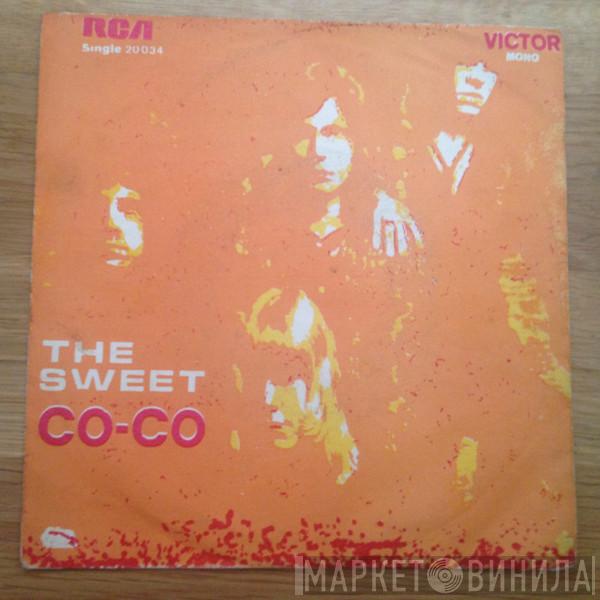 RCA
Single 20034
VICTOR
MONO
THE
SWEET
CO-CO
МАРКЕТ ВИНИЛА